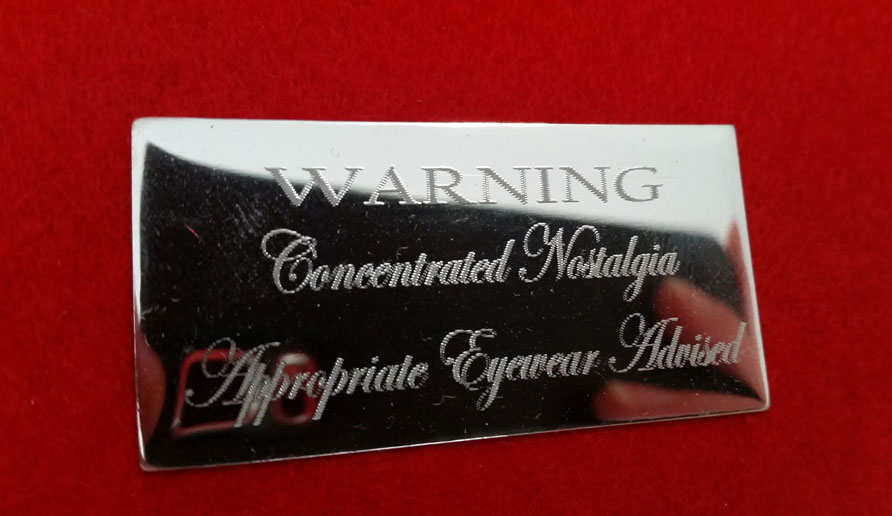 WARNING
Concentrated Nostalgia
Appropriate Eyewear Advised